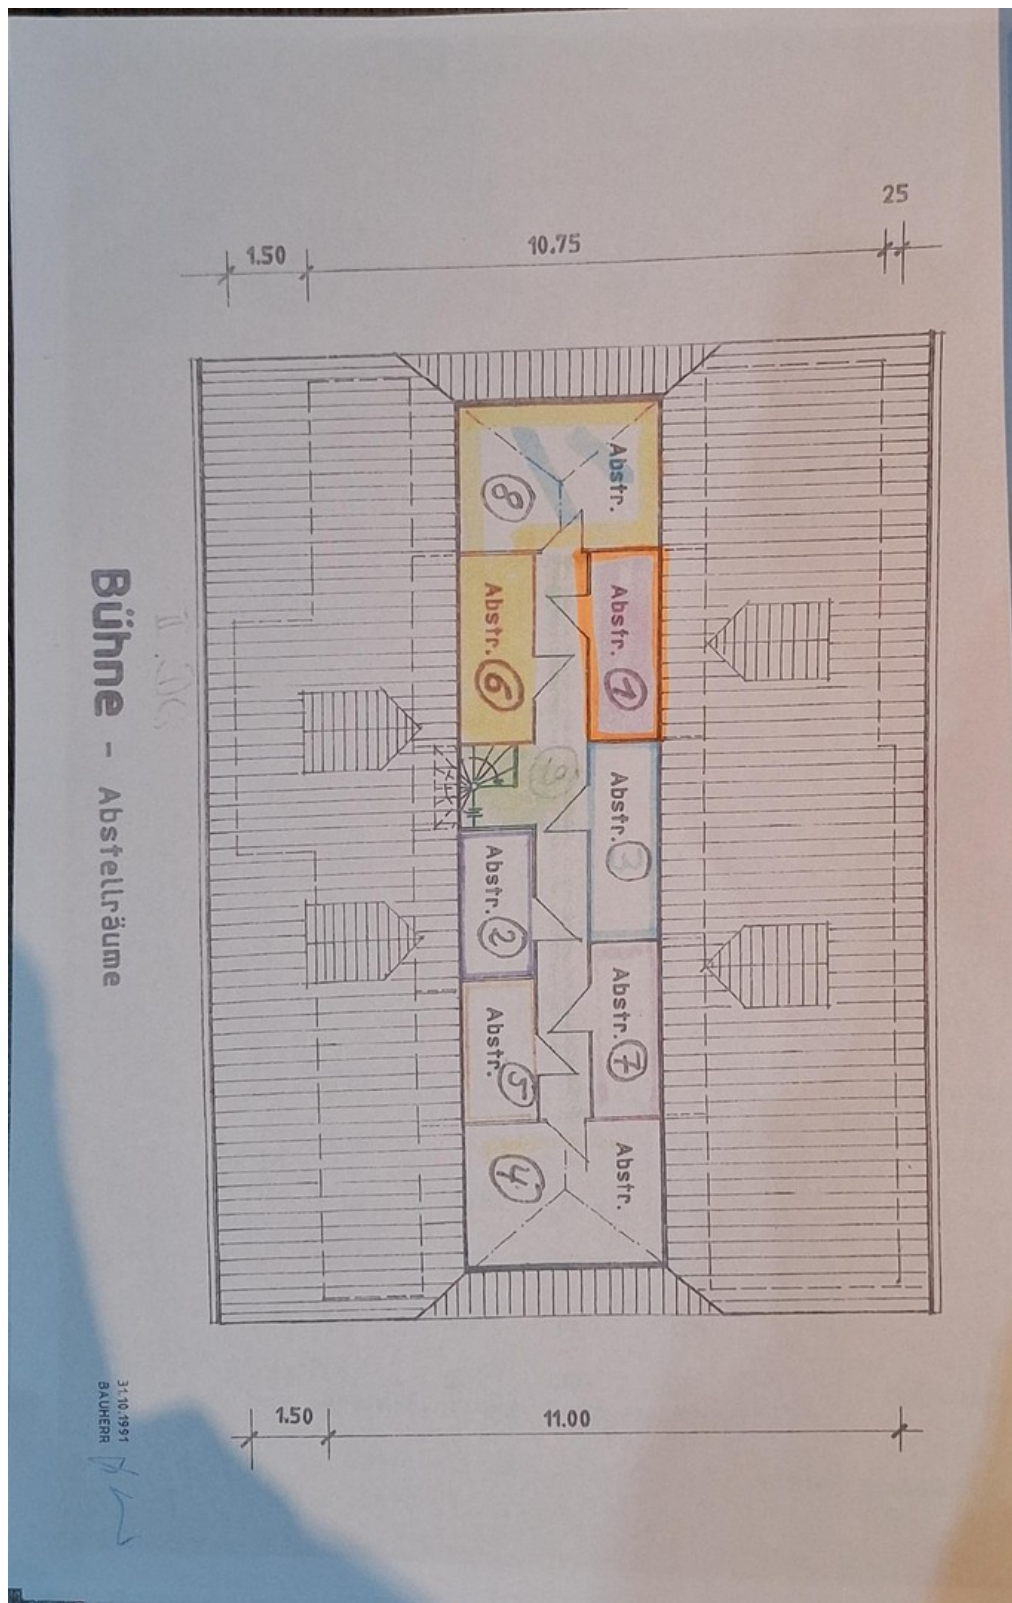 25
1.50
10.75
Abstr.
8
Abstr. 1
Abstr. 6
9
Abstr. 3
Abstr. 2
Abstr. 7
Abstr. 5
Abstr.
4
Bühne - Abstellräume
1.50
11.00
31.10.1991
BAUHERR